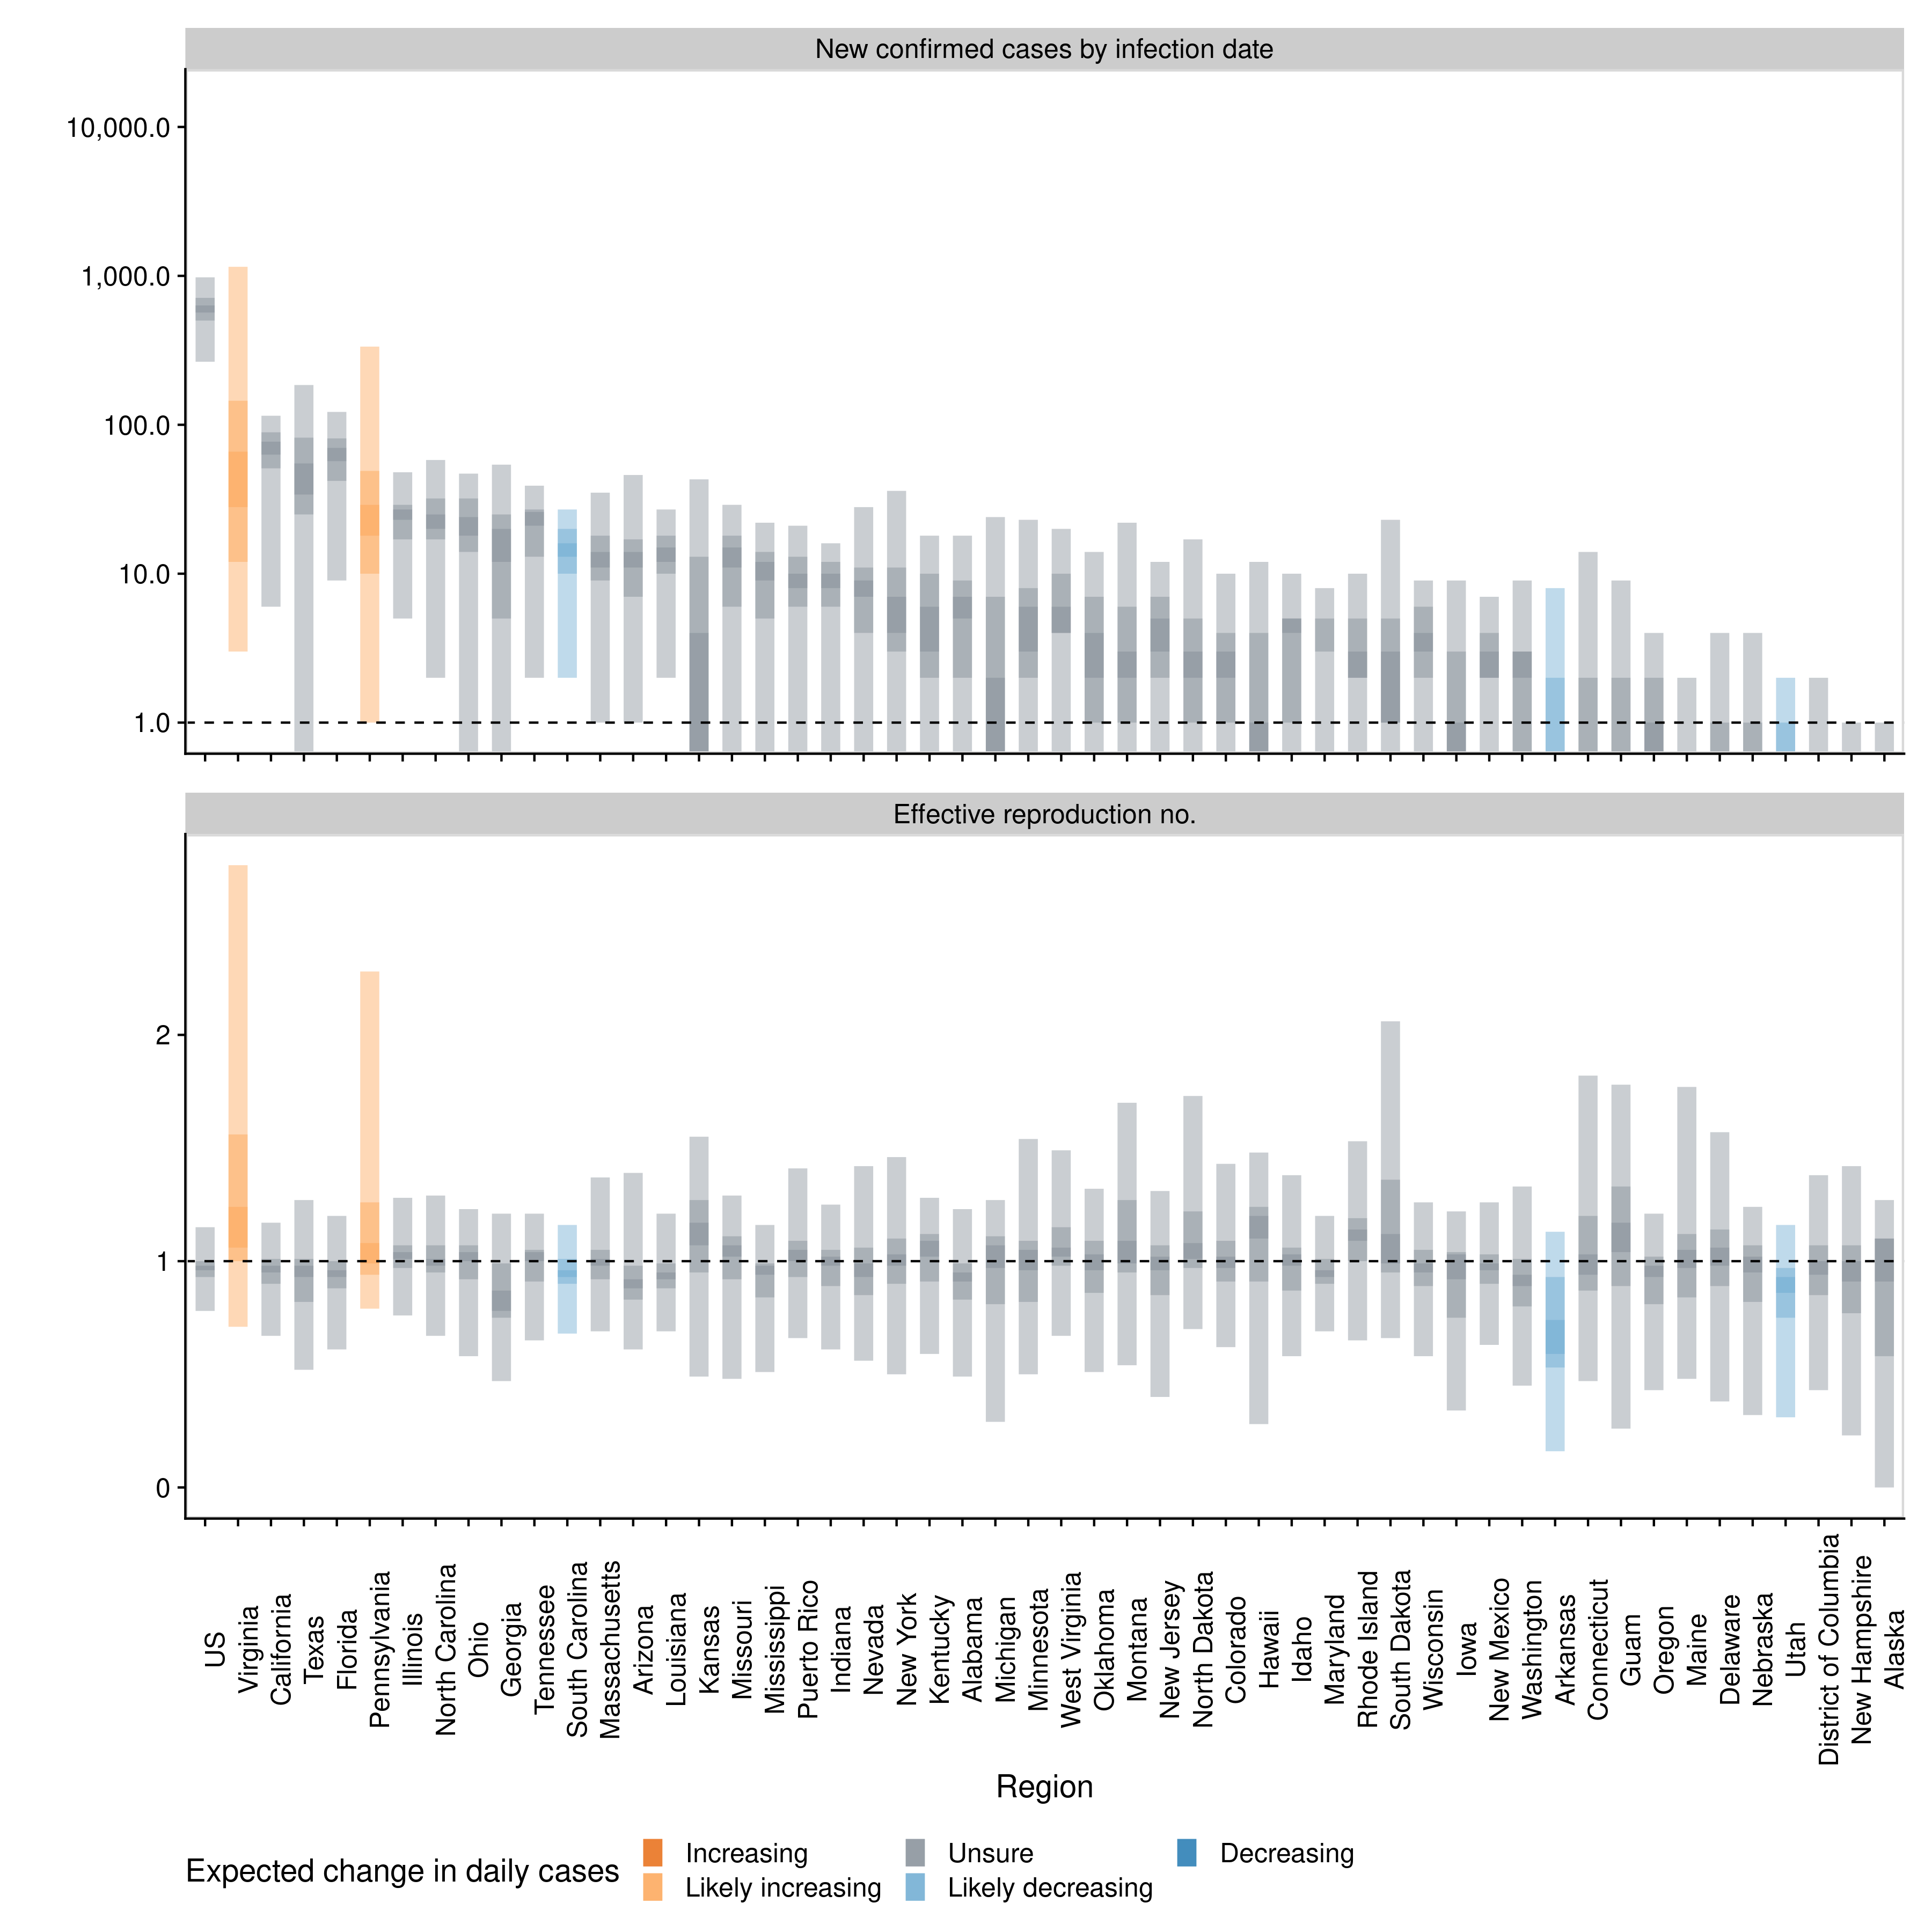 New confirmed cases by infection date
10,000.0
1,000.0
100.0
10.0
1.0
Effective reproduction no.
2
1
0
US
Virginia
California
Texas
Florida
Pennsylvania
Illinois
North Carolina
Ohio
Georgia
Tennessee
South Carolina
Massachusetts
Arizona
Louisiana
Kansas
Missouri
Mississippi
Puerto Rico
Indiana
Nevada
New York
Kentucky
Alabama
Michigan
Minnesota
West Virginia
Oklahoma
Montana
New Jersey
North Dakota
Colorado
Hawaii
Idaho
Maryland
Rhode Island
South Dakota
Wisconsin
Iowa
New Mexico
Washington
Arkansas
Connecticut
Guam
Oregon
Maine
Delaware
Nebraska
Utah
District of Columbia
New Hampshire
Alaska
Region
Expected change in daily cases
Increasing
Likely increasing
Unsure
Likely decreasing
Decreasing